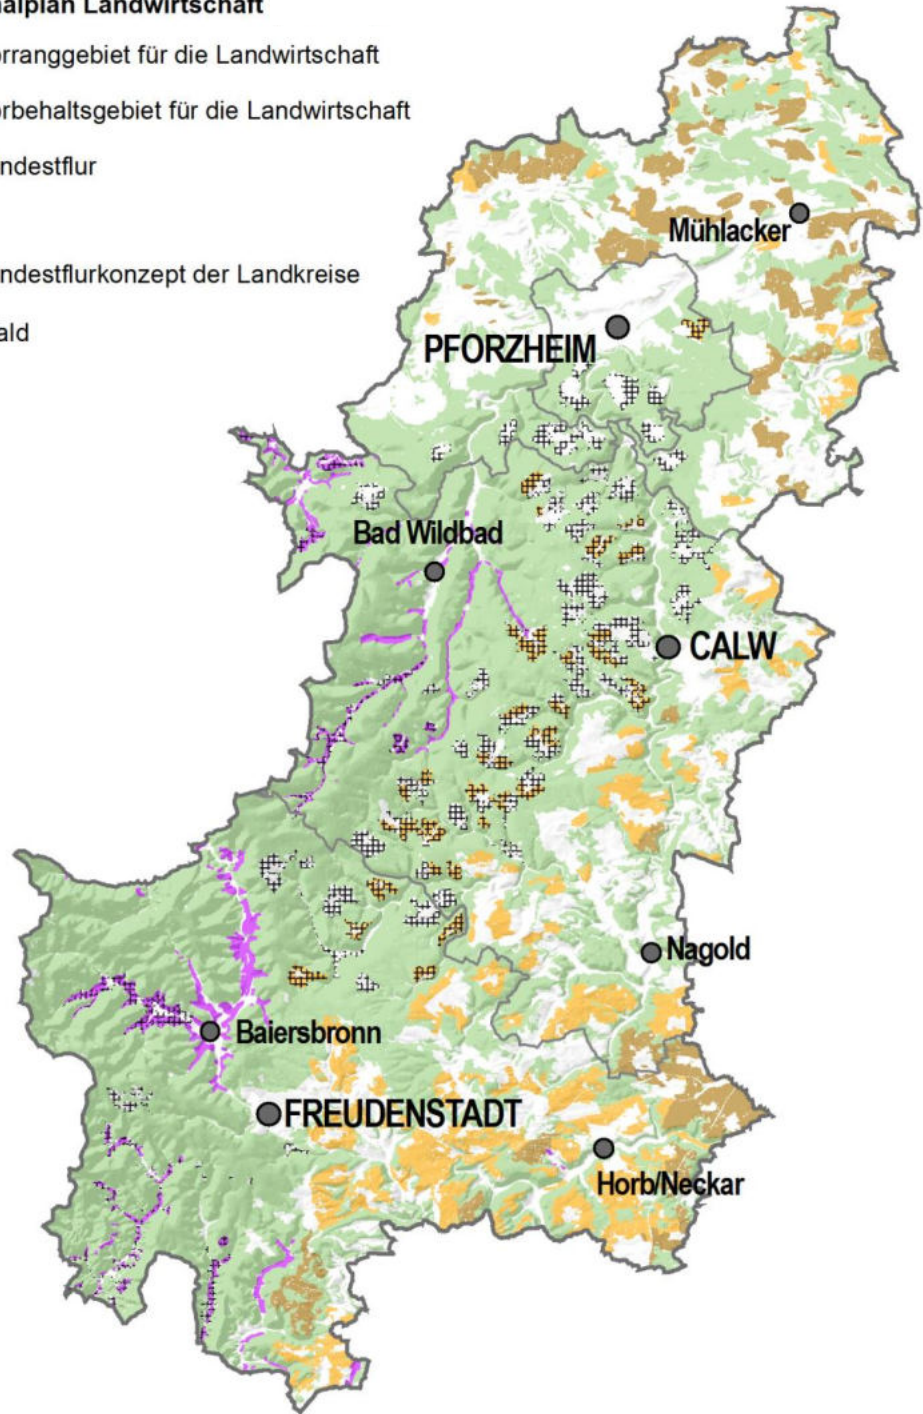 nalplan Landwirtschaft
orranggebiet für die Landwirtschaft
orbehaltsgebiet für die Landwirtschaft
ndestflur
ndestflurkonzept der Landkreise
ald
Mühlacker
PFORZHEIM
Bad Wildbad
CALW
Nagold
Baiersbronn
FREUDENSTADT
Horb/Neckar